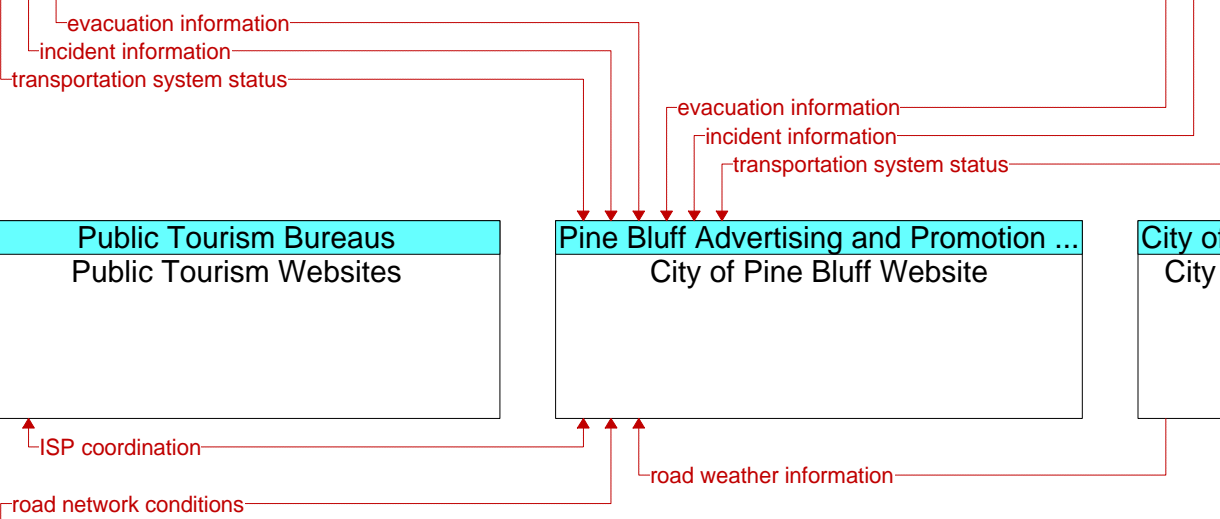 evacuation information
incident information
transportation system status
evacuation information
incident information
transportation system status
Public Tourism Bureaus
Public Tourism Websites
Pine Bluff Advertising and Promotion ...
City of Pine Bluff Website
City of
City
ISP coordination
road weather information
road network conditions